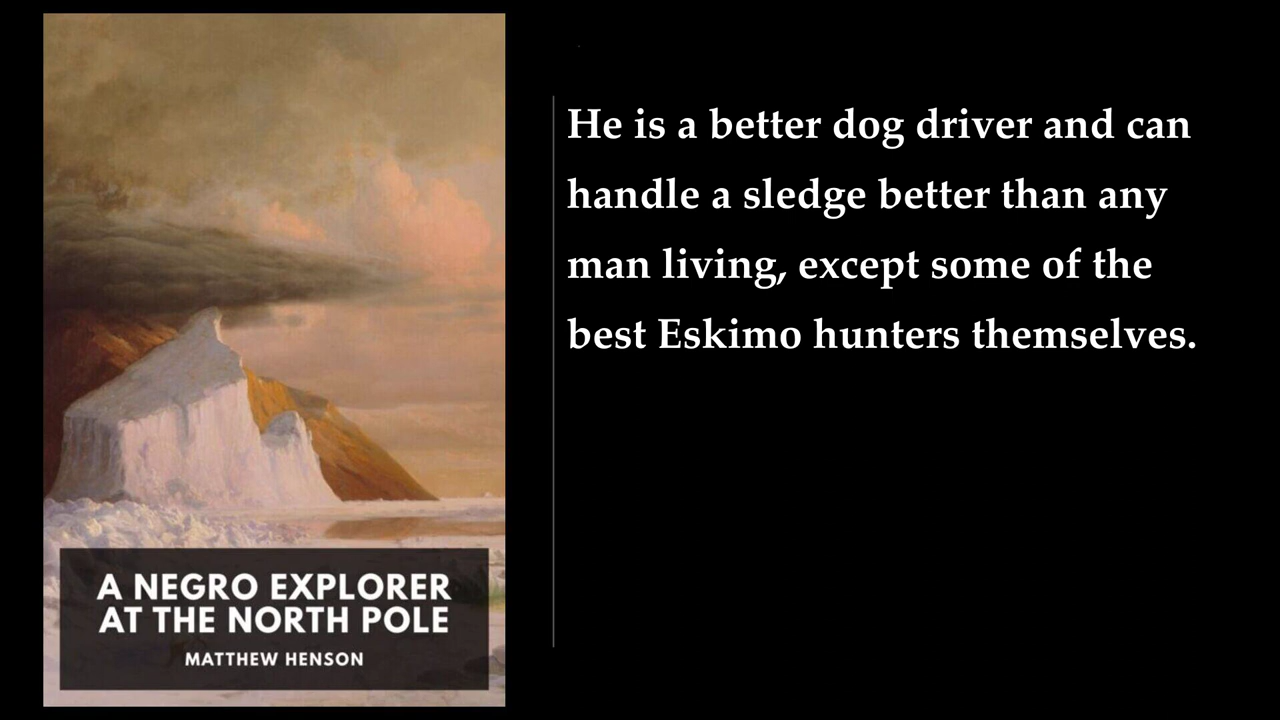 He is a better dog driver and can
handle a sledge better than any
man living, except some of the
best Eskimo hunters themselves.
A NEGRO EXPLORER
AT THE NORTH POLE
MATTHEW HENSON